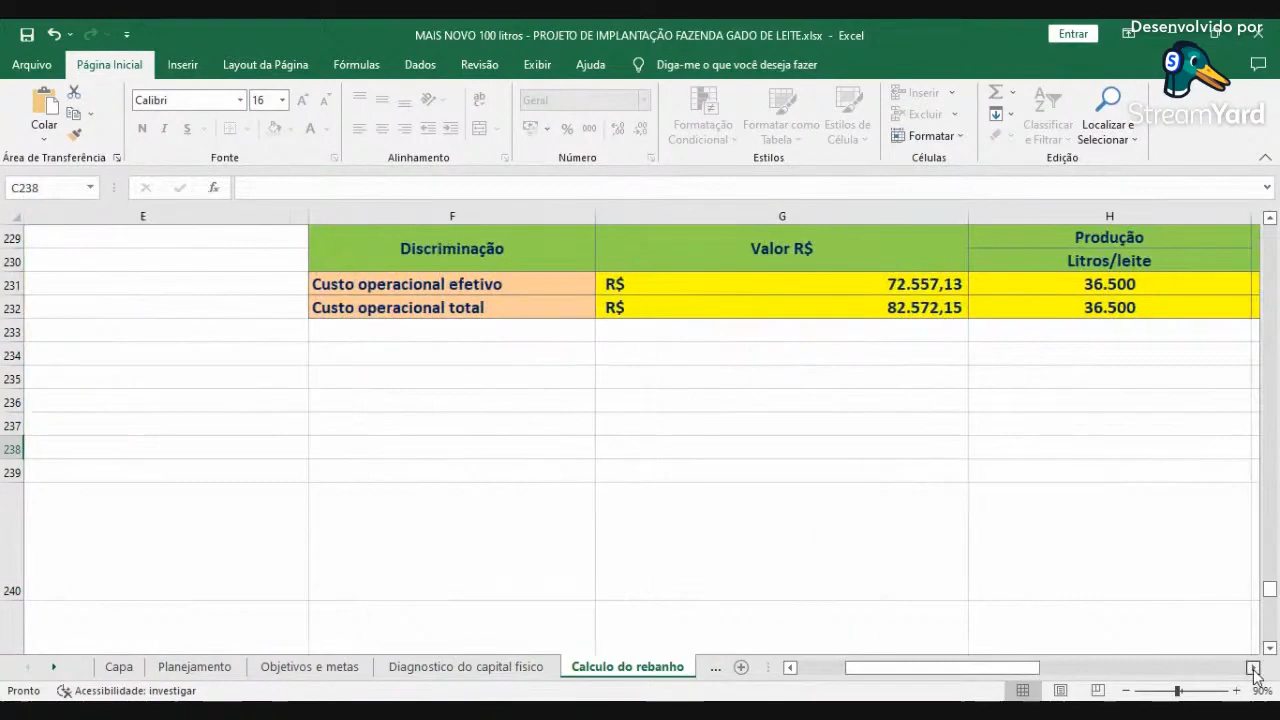 Desenvolvido por
StreamYard
MAIS NOVO 100 litros - PROJETO DE IMPLANTAÇÃO FAZENDA GADO DE LEITE.xlsx - Excel
Entrar
Arquivo Página Inicial Inserir Layout da Página Fórmulas Dados Revisão Exibir Ajuda Diga-me o que você deseja fazer
Colar
Calibri 16
N I S
Geral
Formatação Condicional
Formatar como Tabela
Estilos de Célula
Inserir
Excluir
Formatar
Classificar e Filtrar
Localizar e Selecionar
Área de Transferência Fonte Alinhamento Número Estilos Células Edição
C238 fx
E F G H
229 Discriminação Valor R$ Produção
230 Litros/leite
231 Custo operacional efetivo R$ 72.557,13 36.500
232 Custo operacional total R$ 82.572,15 36.500
233
234
235
236
237
238
239
240
Capa Planejamento Objetivos e metas Diagnostico do capital fisico Calculo do rebanho ...
Pronto Acessibilidade: investigar 90%